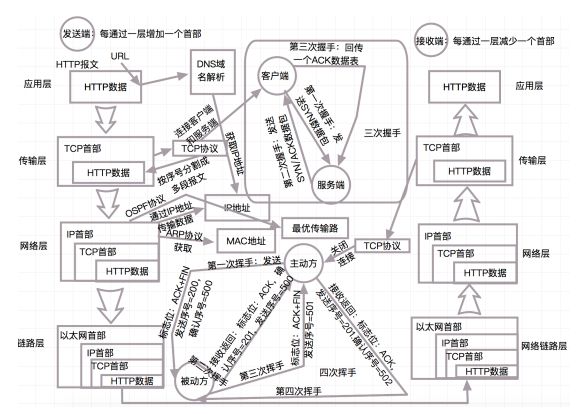 发送端：每通过一层增加一个首部
接收端：每通过一层减少一个首部
第三次握手：回传
一个ACK数据表
URL
HTTP报文
DNS域
名解析
应用层
HTTP数据
客户端
HTTP数据
应用层
连接客户端
和服务端
获取IP地址
第一次握手：发
送SYN数据包
第二次握手：发送
SYN/ACK数据包
三次握手
TCP首部
传输层
HTTP数据
TCP协议
按序号分割成
多段报文
服务端
TCP首部
HTTP数据
传输层
OSPF协议
通过IP地址
传输数据
IP地址
最优传输路
ARP协议
获取
MAC地址
关闭
连接
TCP协议
IP首部
TCP首部
HTTP数据
网络层
IP首部
TCP首部
HTTP数据
网络层
第一次挥手：发送
标志位：ACK+FIN
发送序号=200，
确认序号=500
主动方
第二次挥手
接收返回：标志位：ACK，确
认序号=201，发送序号=500
标志位：ACK+FIN
发送序号=501
接收返回：标志位：ACK，
发送序号=201,确认序号=502
第三次挥手
四次挥手
第四次挥手
被动方
以太网首部
IP首部
TCP首部
HTTP数据
链路层
以太网首部
IP首部
TCP首部
HTTP数据
网络链路层